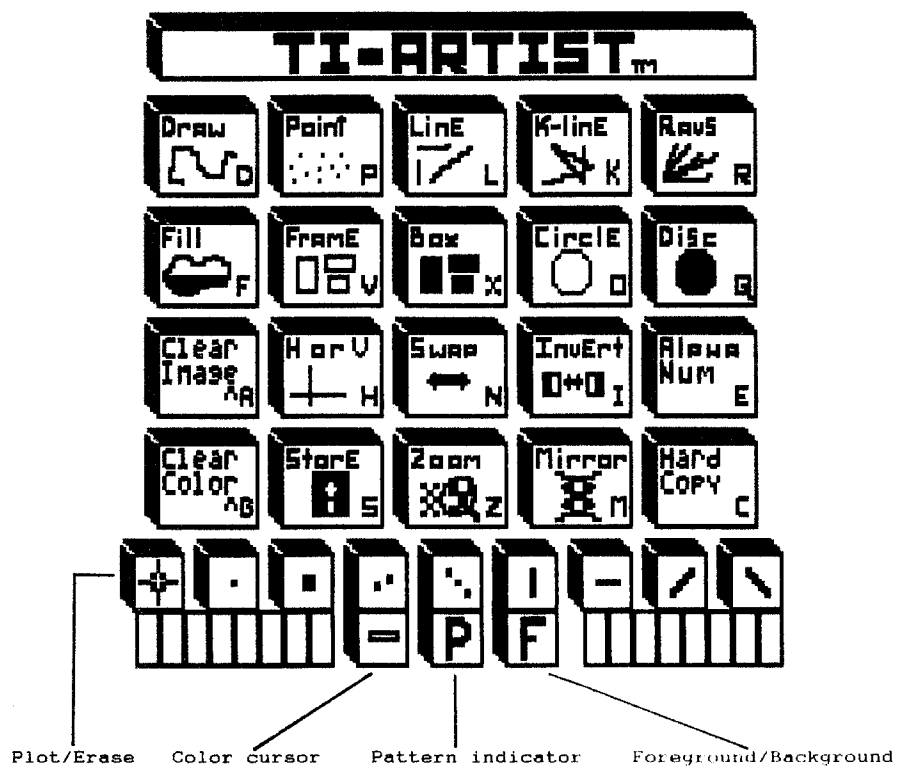 TI-ARTIST™
Draw D
Point P
LinE L
K-linE K
Rays R
Fill F
FramE V
Box X
CirclE O
Disc Q
Clear Image ^A
H or V H
Swap N
InvErt I
Alpha Num E
Clear Color ^B
StorE S
Zoom Z
Mirror M
Hard Copy C
P F
Plot/Erase Color cursor Pattern indicator Foreground/Background